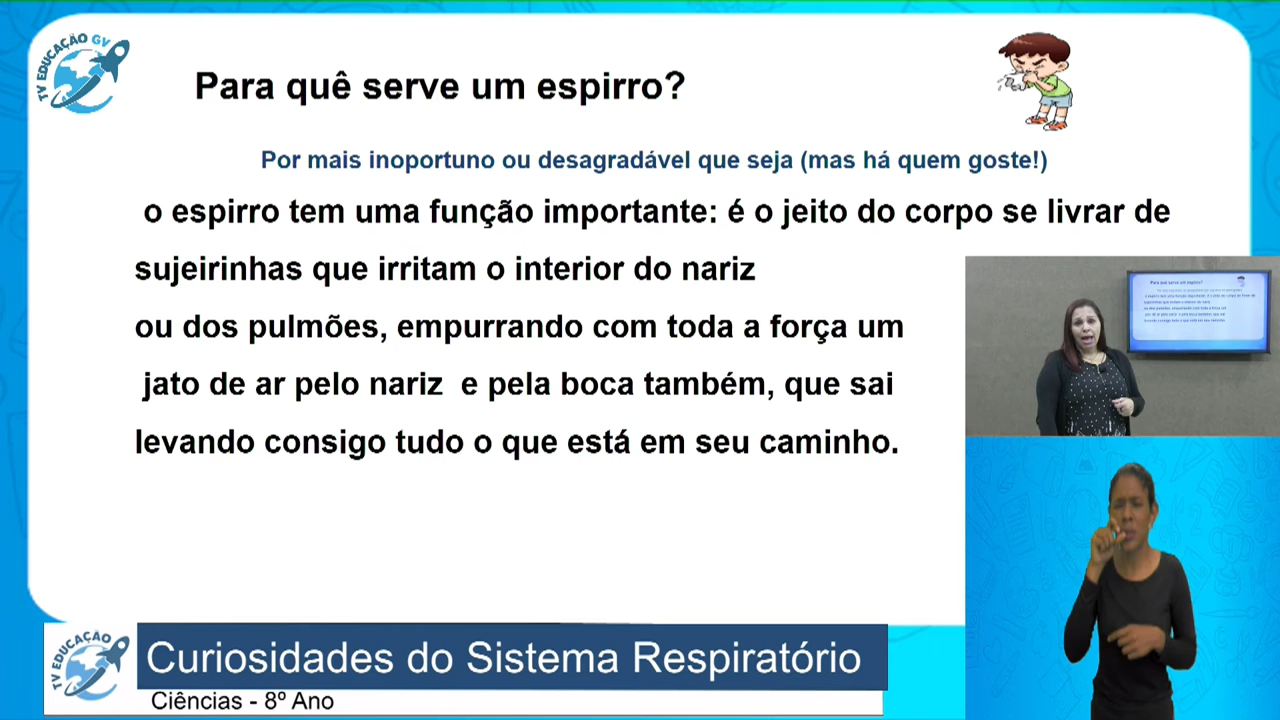 TV EDUCAÇÃO GV
Para quê serve um espirro?
Por mais inoportuno ou desagradável que seja (mas há quem goste!)
o espirro tem uma função importante: é o jeito do corpo se livrar de
sujeirinhas que irritam o interior do nariz
ou dos pulmões, empurrando com toda a força um
jato de ar pelo nariz e pela boca também, que sai
levando consigo tudo o que está em seu caminho.
TV EDUCAÇÃO
Curiosidades do Sistema Respiratório
Ciências - 8º Ano